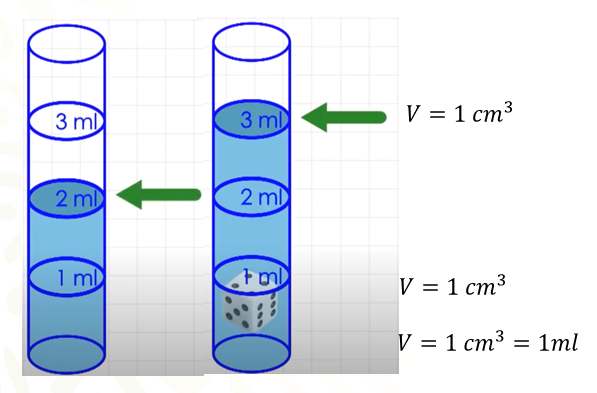 3 ml
2 ml
1 ml
3 ml
2 ml
1 ml
V = 1 cm³
V = 1 cm³
V = 1 cm³ = 1ml